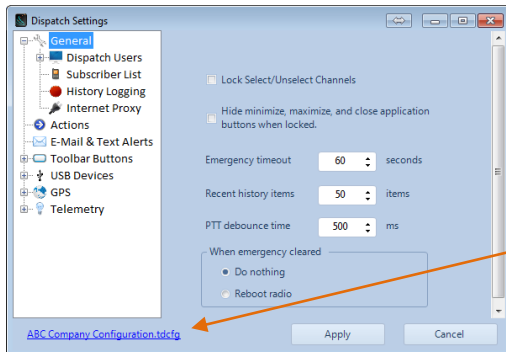 Dispatch Settings
General
Dispatch Users
Subscriber List
History Logging
Internet Proxy
Actions
E-Mail & Text Alerts
Toolbar Buttons
USB Devices
GPS
Telemetry
Lock Select/Unselect Channels
Hide minimize, maximize, and close application
buttons when locked.
Emergency timeout 60 seconds
Recent history items 50 items
PTT debounce time 500 ms
When emergency cleared
Do nothing
Reboot radio
ABC Company Configuration.tdcfg
Apply Cancel